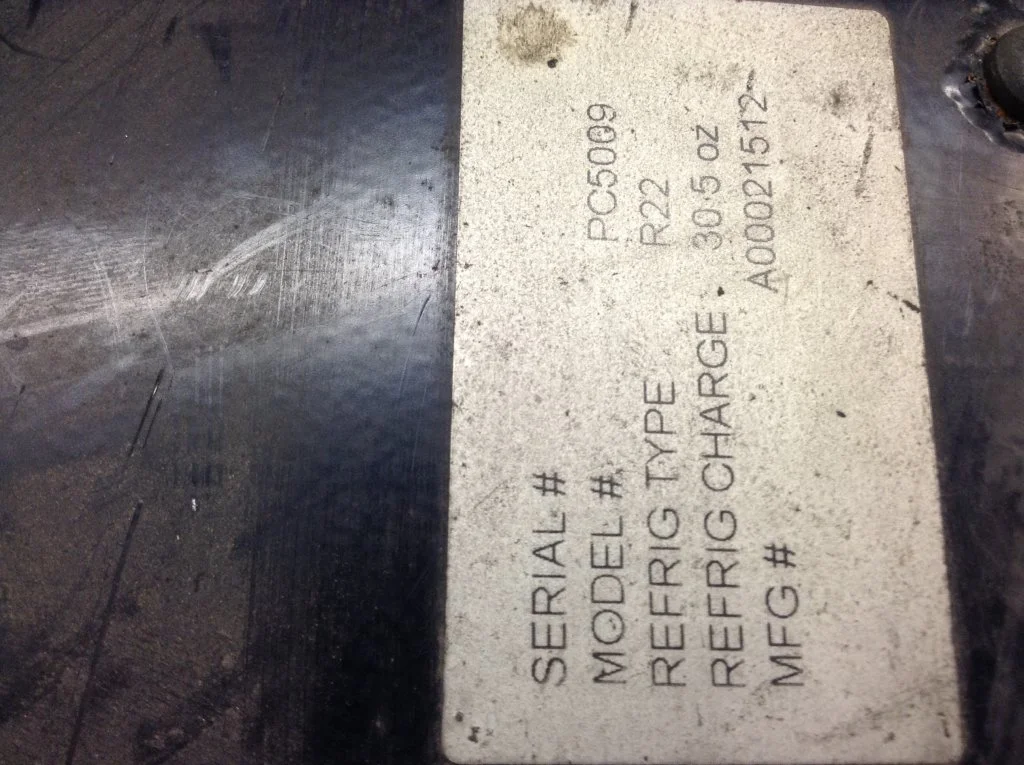 SERIAL #
MODEL # PC5009
REFRIG TYPE R22
REFRIG CHARGE 30.5 oz
MFG # A00021512